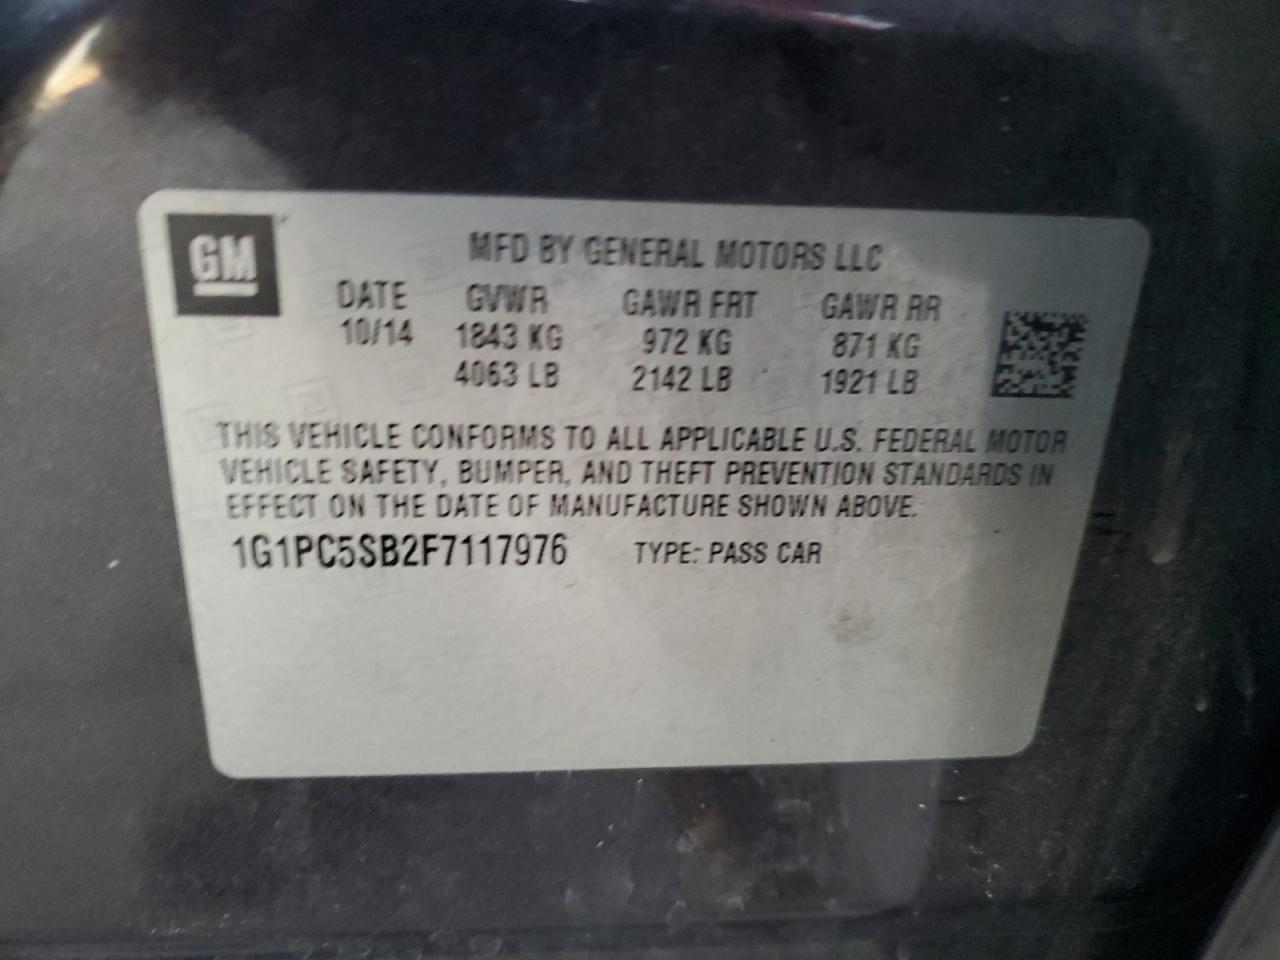 GM
MFD BY GENERAL MOTORS LLC
DATE GVWR GAWR FRT GAWR RR
10/14 1843 KG 972 KG 871 KG
4063 LB 2142 LB 1921 LB
THIS VEHICLE CONFORMS TO ALL APPLICABLE U.S. FEDERAL MOTOR
VEHICLE SAFETY, BUMPER, AND THEFT PREVENTION STANDARDS IN
EFFECT ON THE DATE OF MANUFACTURE SHOWN ABOVE.
1G1PC5SB2F7117976 TYPE: PASS CAR